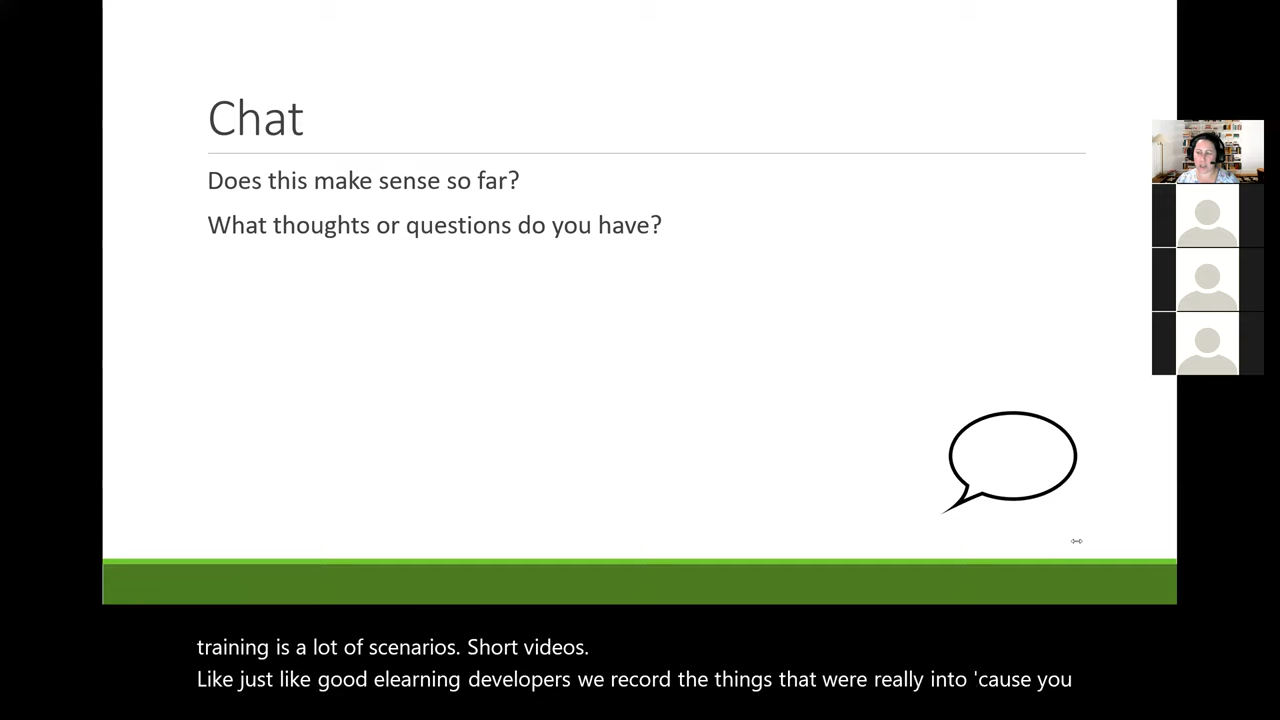 Chat
Does this make sense so far?
What thoughts or questions do you have?
training is a lot of scenarios. Short videos.
Like just like good elearning developers we record the things that were really into 'cause you